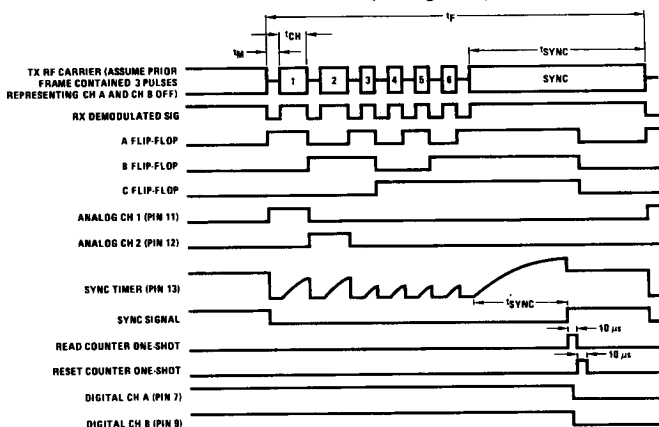 tF
tCH
tM
tSYNC
TX RF CARRIER (ASSUME PRIOR
FRAME CONTAINED 3 PULSES
REPRESENTING CH A AND CH B OFF)
1 2 3 4 5 6 SYNC
RX DEMODULATED SIG
A FLIP-FLOP
B FLIP-FLOP
C FLIP-FLOP
ANALOG CH 1 (PIN 11)
ANALOG CH 2 (PIN 12)
SYNC TIMER (PIN 13)
t'SYNC
SYNC SIGNAL
10 μs
READ COUNTER ONE-SHOT
10 μs
RESET COUNTER ONE-SHOT
DIGITAL CH A (PIN 7)
DIGITAL CH B (PIN 9)